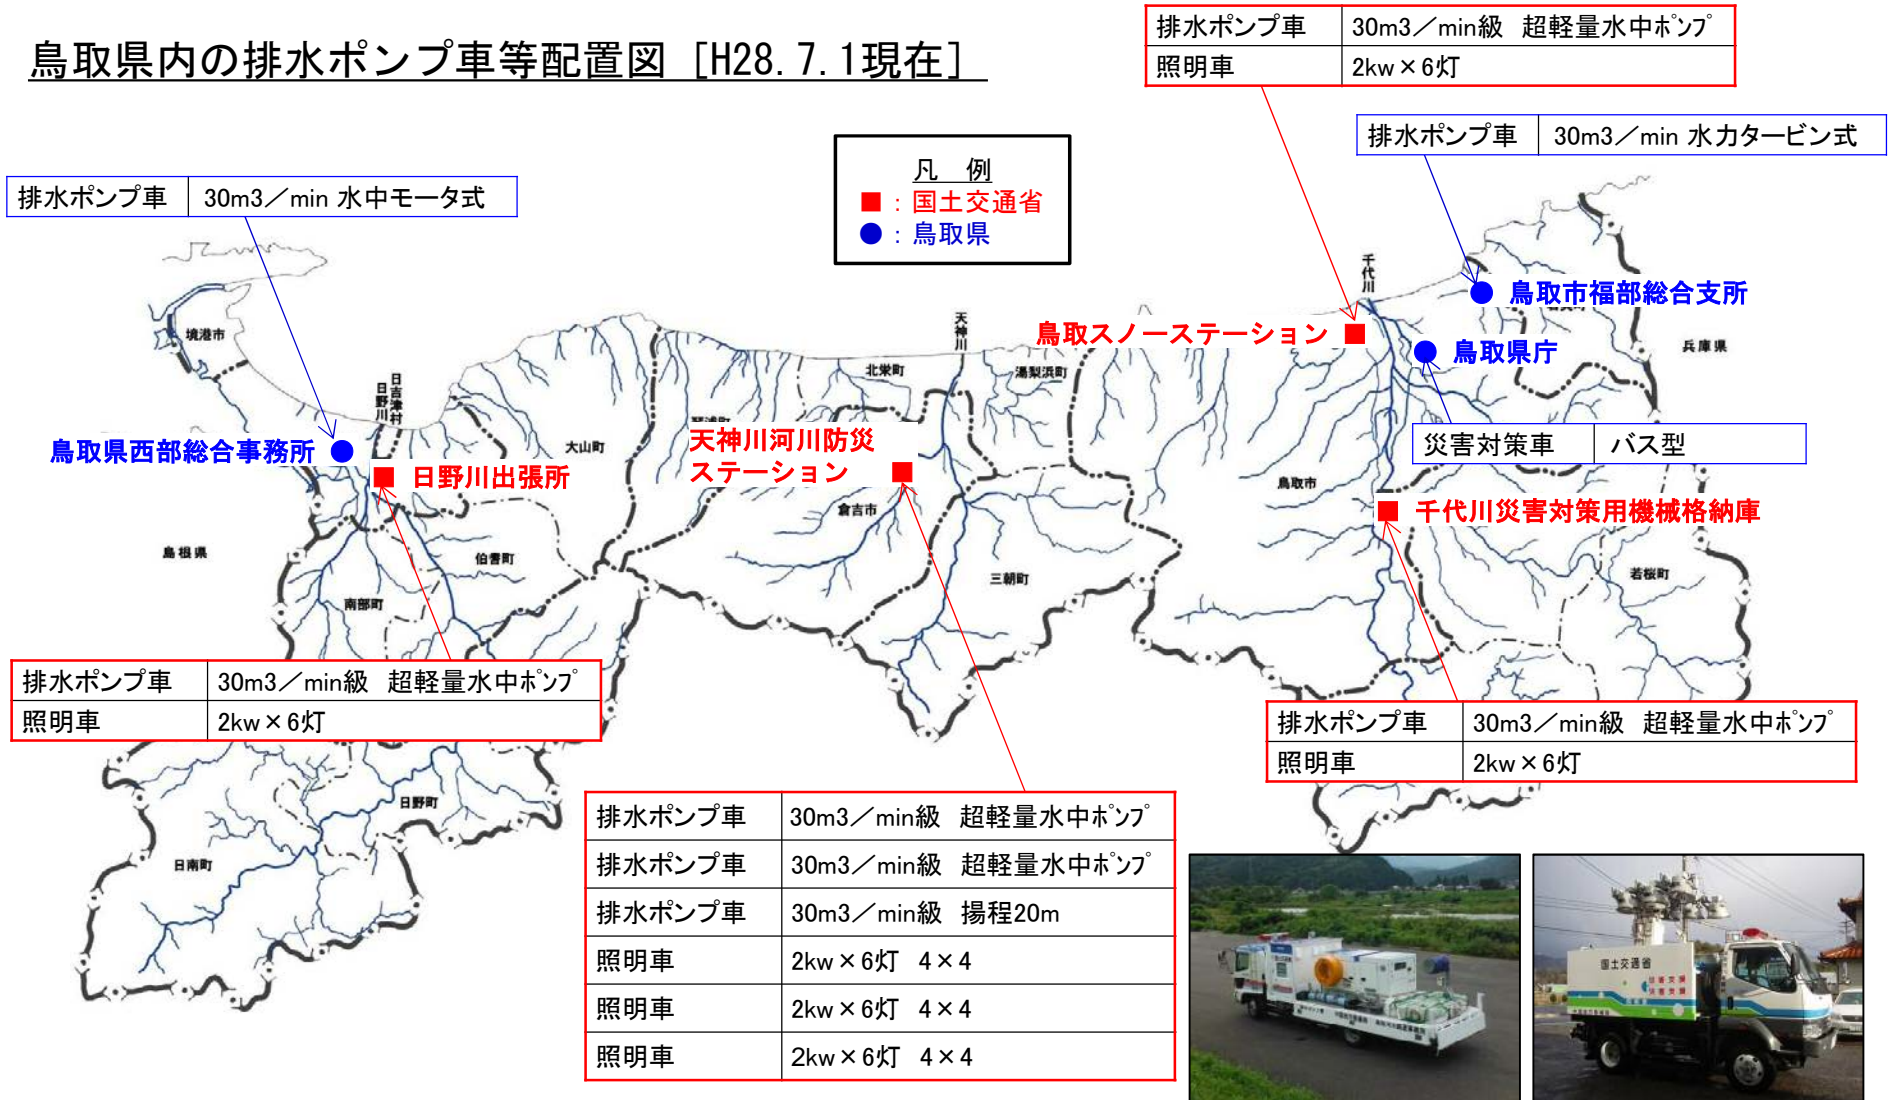 鳥取県内の排水ポンプ車等配置図 [H28.7.1現在]
排水ポンプ車 30m3／min級 超軽量水中ﾎﾟﾝﾌﾟ
照明車 2kw×6灯
排水ポンプ車 30m3／min 水力タービン式
凡 例
■：国土交通省
●：鳥取県
排水ポンプ車 30m3／min 水中モータ式
千代川
鳥取市福部総合支所
鳥取スノーステーション
鳥取県庁
兵庫県
境港市
天神川
北栄町
湯梨浜町
日吉津村
日野川
大山町
鳥取県西部総合事務所
日野川出張所
天神川河川防災
ステーション
災害対策車 バス型
鳥取市
千代川災害対策用機械格納庫
倉吉市
島根県
伯耆町
三朝町
若桜町
南部町
排水ポンプ車 30m3／min級 超軽量水中ﾎﾟﾝﾌﾟ
照明車 2kw×6灯
排水ポンプ車 30m3／min級 超軽量水中ﾎﾟﾝﾌﾟ
照明車 2kw×6灯
日野町
日南町
排水ポンプ車 30m3／min級 超軽量水中ﾎﾟﾝﾌﾟ
排水ポンプ車 30m3／min級 超軽量水中ﾎﾟﾝﾌﾟ
排水ポンプ車 30m3／min級 揚程20m
照明車 2kw×6灯 4×4
照明車 2kw×6灯 4×4
照明車 2kw×6灯 4×4
国土交通省
災害支援